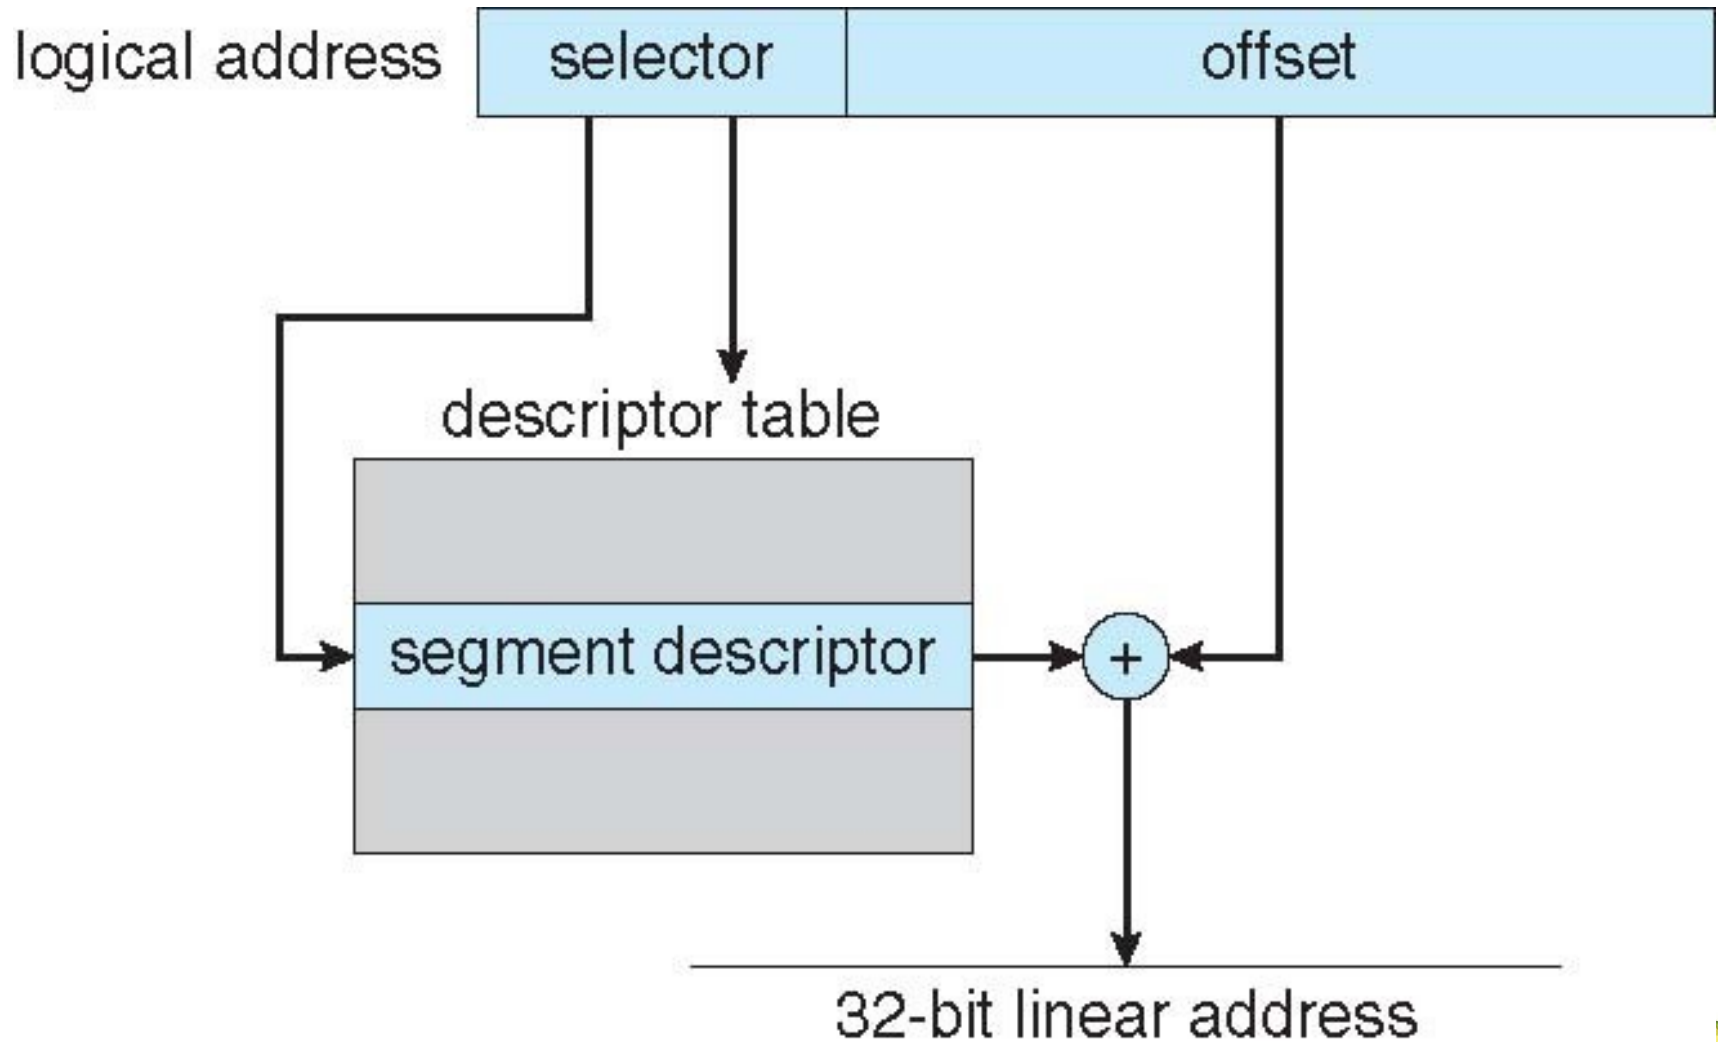 logical address selector offset
descriptor table
segment descriptor +
32-bit linear address